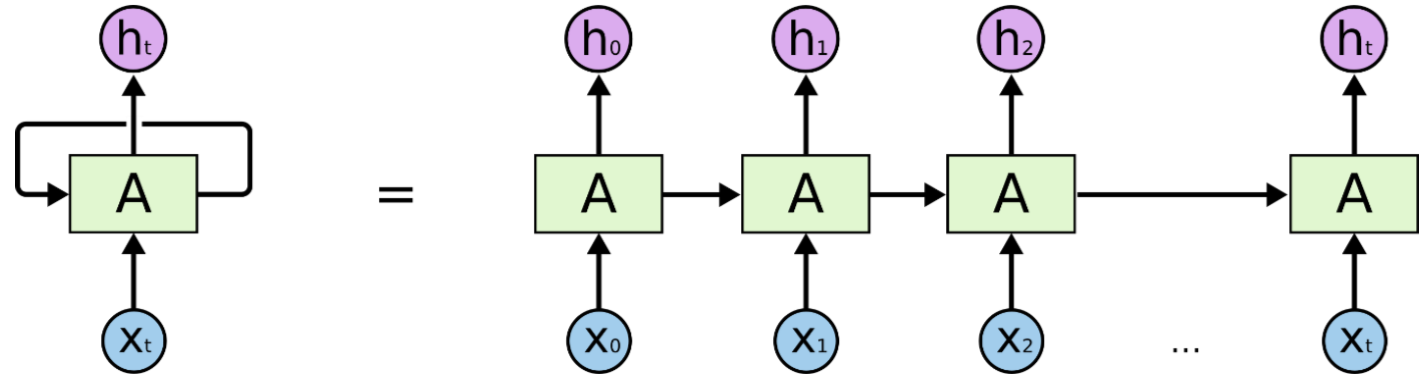 ht h0 h1 h2 ht
A = A A A A
xt x0 x1 x2 ... xt